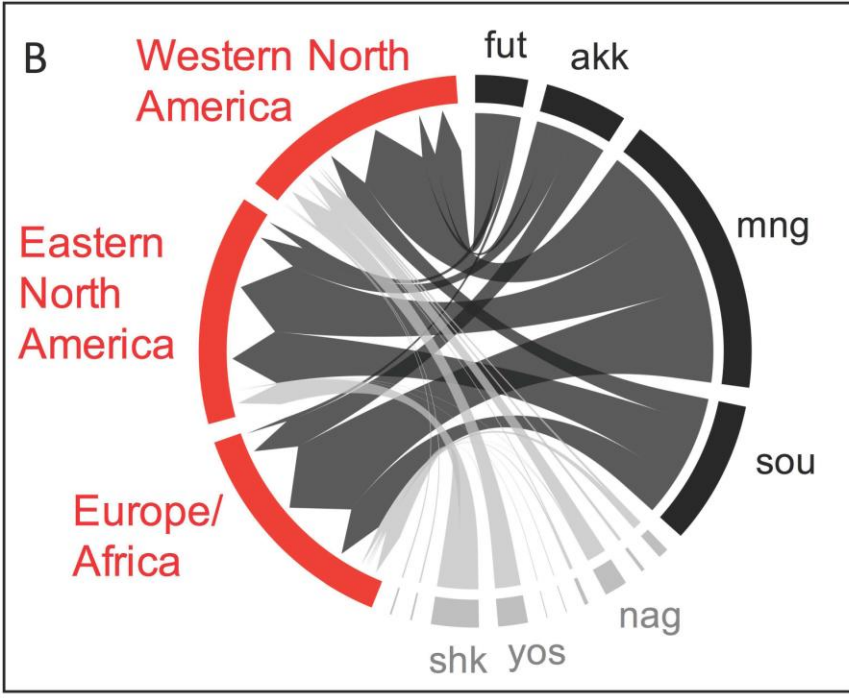 B
Western North
America
fut
akk
mng
Eastern
North
America
sou
Europe/
Africa
nag
yos
shk